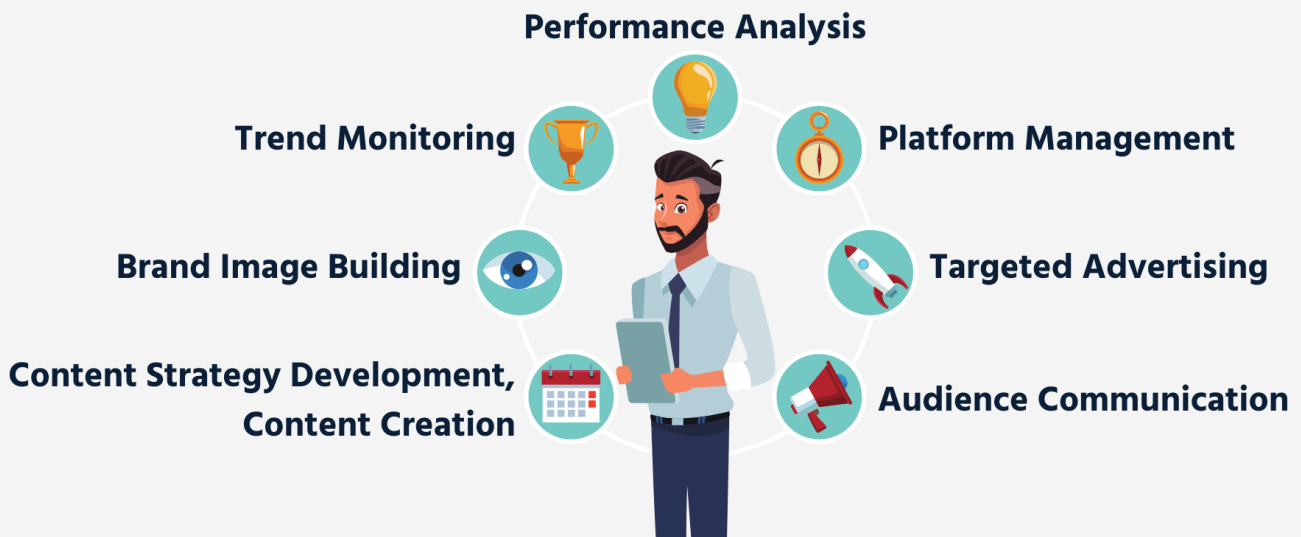 Performance Analysis
Trend Monitoring
Platform Management
Brand Image Building
Targeted Advertising
Content Strategy Development,
Content Creation
Audience Communication